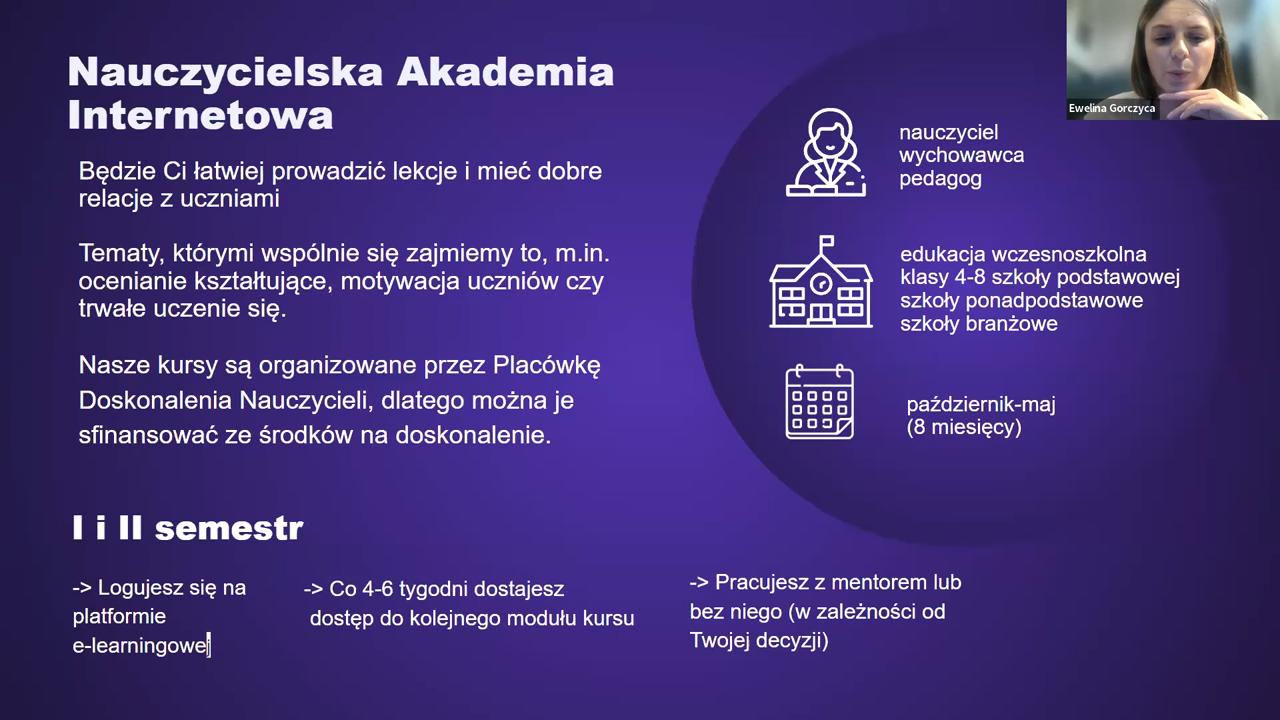 Nauczycielska Akademia
Internetowa
Będzie Ci łatwiej prowadzić lekcje i mieć dobre
relacje z uczniami
Tematy, którymi wspólnie się zajmiemy to, m.in.
ocenianie kształtujące, motywacja uczniów czy
trwałe uczenie się.
Nasze kursy są organizowane przez Placówkę
Doskonalenia Nauczycieli, dlatego można je
sfinansować ze środków na doskonalenie.
Ewelina Gorczyca
nauczyciel
wychowawca
pedagog
edukacja wczesnoszkolna
klasy 4-8 szkoły podstawowej
szkoły ponadpodstawowe
szkoły branżowe
październik-maj
(8 miesięcy)
I i II semestr
-> Logujesz się na
platformie
e-learningowej
-> Co 4-6 tygodni dostajesz
dostęp do kolejnego modułu kursu
-> Pracujesz z mentorem lub
bez niego (w zależności od
Twojej decyzji)